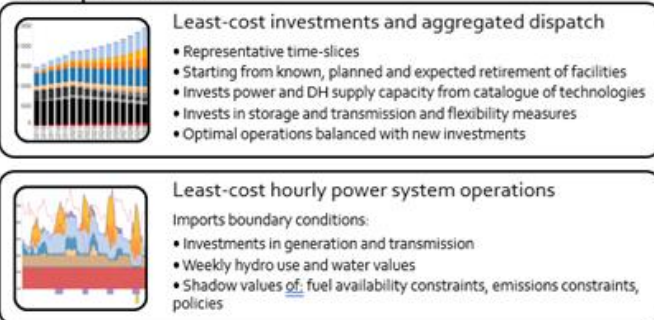 Least-cost investments and aggregated dispatch
• Representative time-slices
• Starting from known, planned and expected retirement of facilities
• Invests power and DH supply capacity from catalogue of technologies
• Invests in storage and transmission and flexibility measures
• Optimal operations balanced with new investments
Least-cost hourly power system operations
Imports boundary conditions:
• Investments in generation and transmission
• Weekly hydro use and water values
• Shadow values of: fuel availability constraints, emissions constraints,
policies